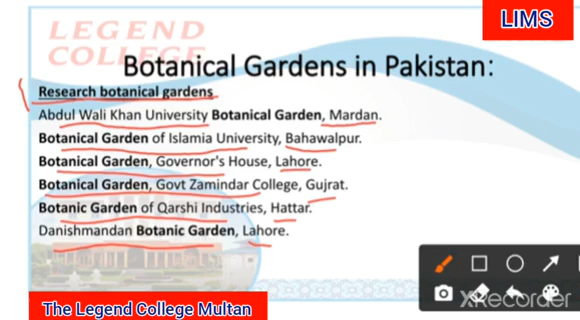 LIMS
LEGEND
COLLEGE
Botanical Gardens in Pakistan:
Research botanical gardens
Abdul Wali Khan University Botanical Garden, Mardan.
Botanical Garden of Islamia University, Bahawalpur.
Botanical Garden, Governor's House, Lahore.
Botanical Garden, Govt Zamindar College, Gujrat.
Botanic Garden of Qarshi Industries, Hattar.
Danishmandan Botanic Garden, Lahore.
The Legend College Multan
XRecorder